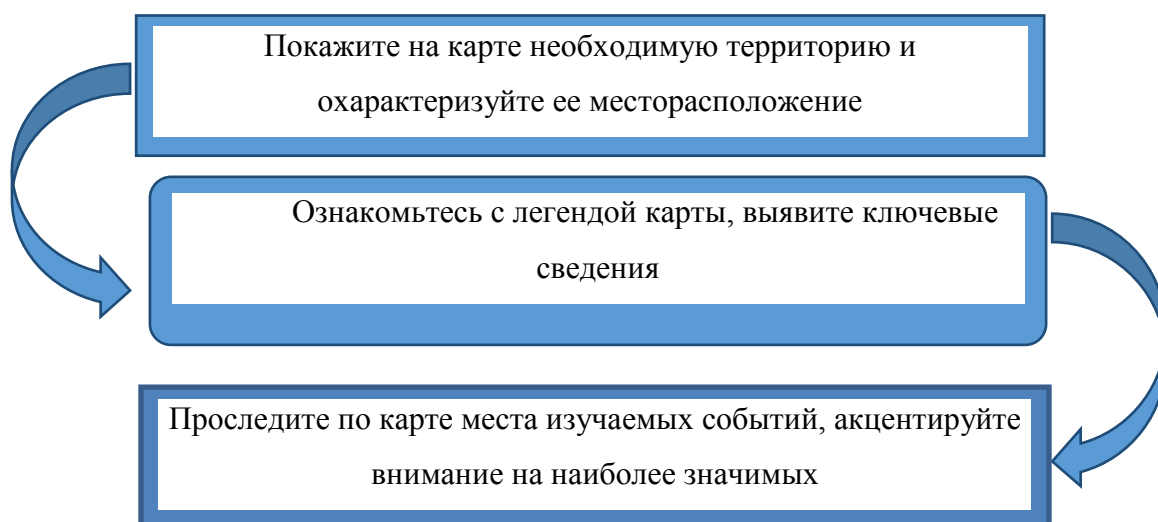 Покажите на карте необходимую территорию и
охарактеризуйте ее месторасположение
Ознакомьтесь с легендой карты, выявите ключевые
сведения
Проследите по карте места изучаемых событий, акцентируйте
внимание на наиболее значимых